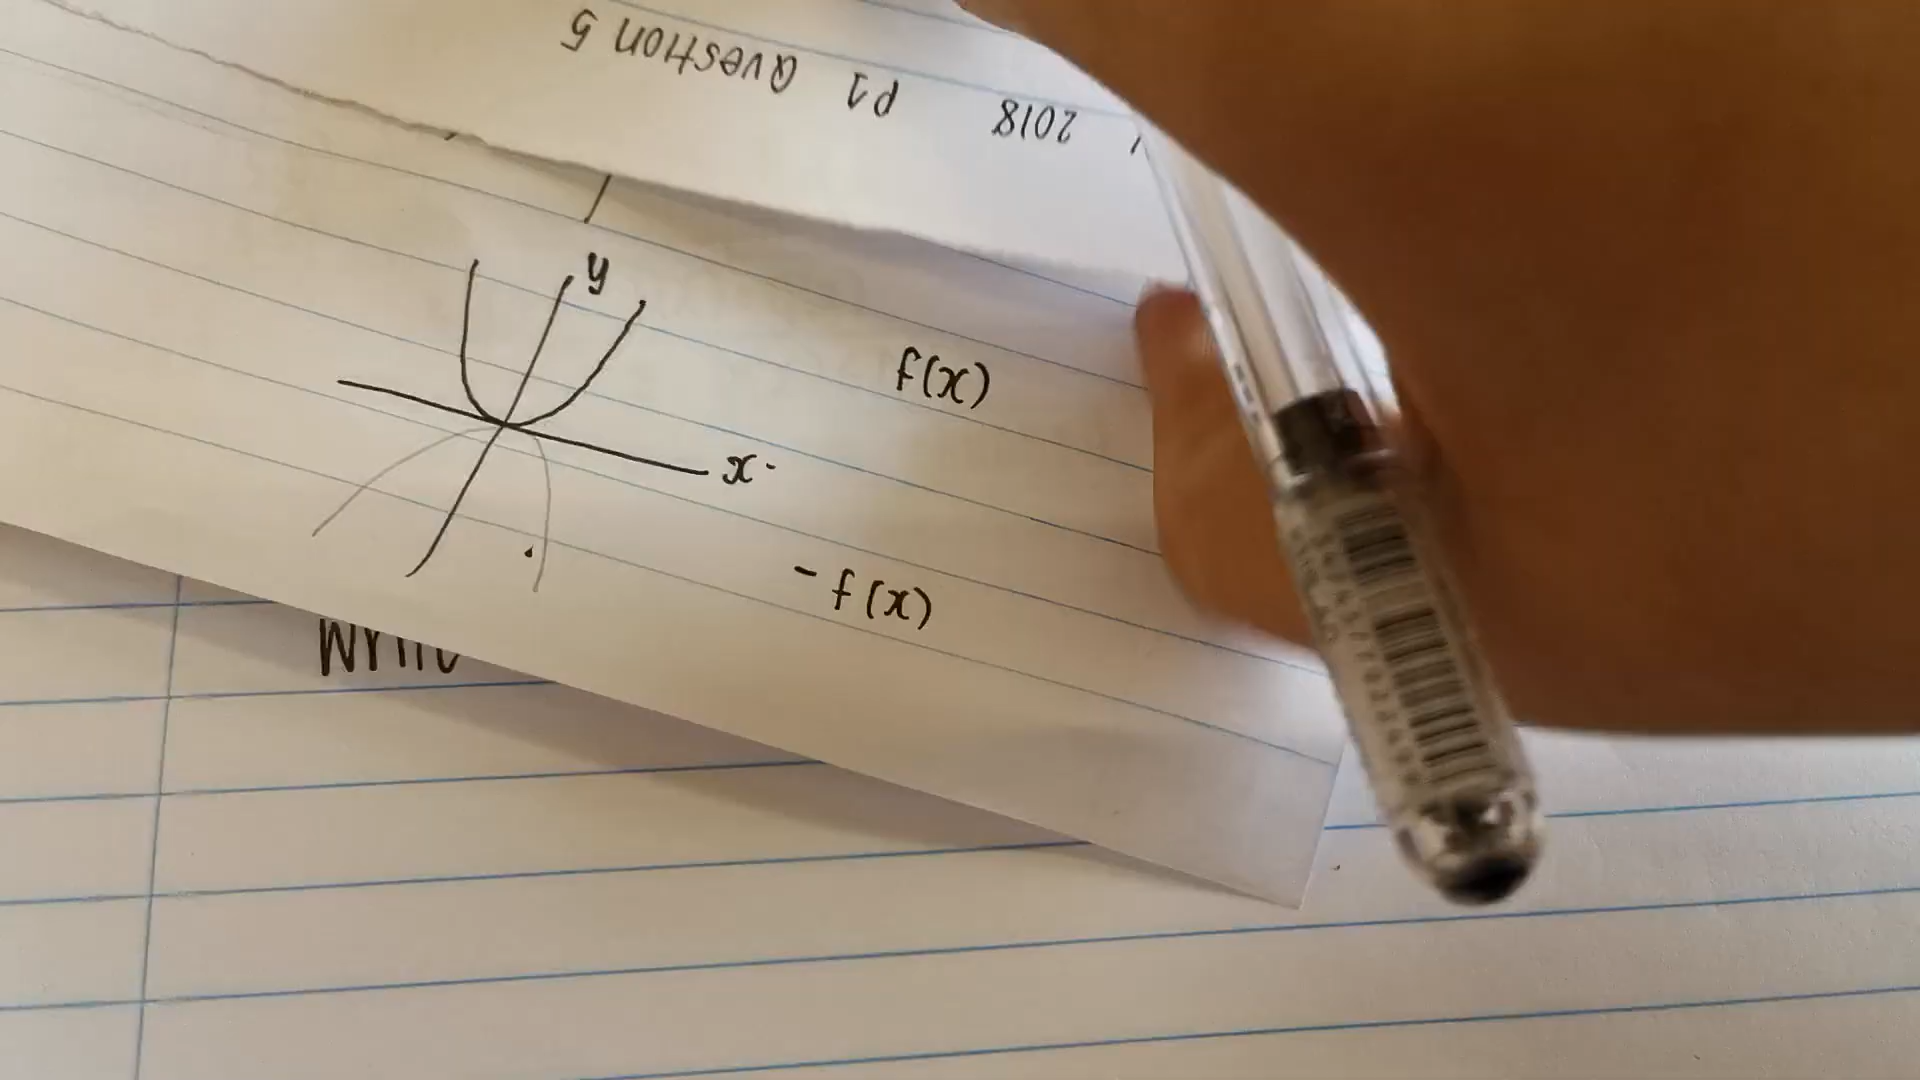 , 2018 P1 Question 5
y
f(x)
x
- f(x)